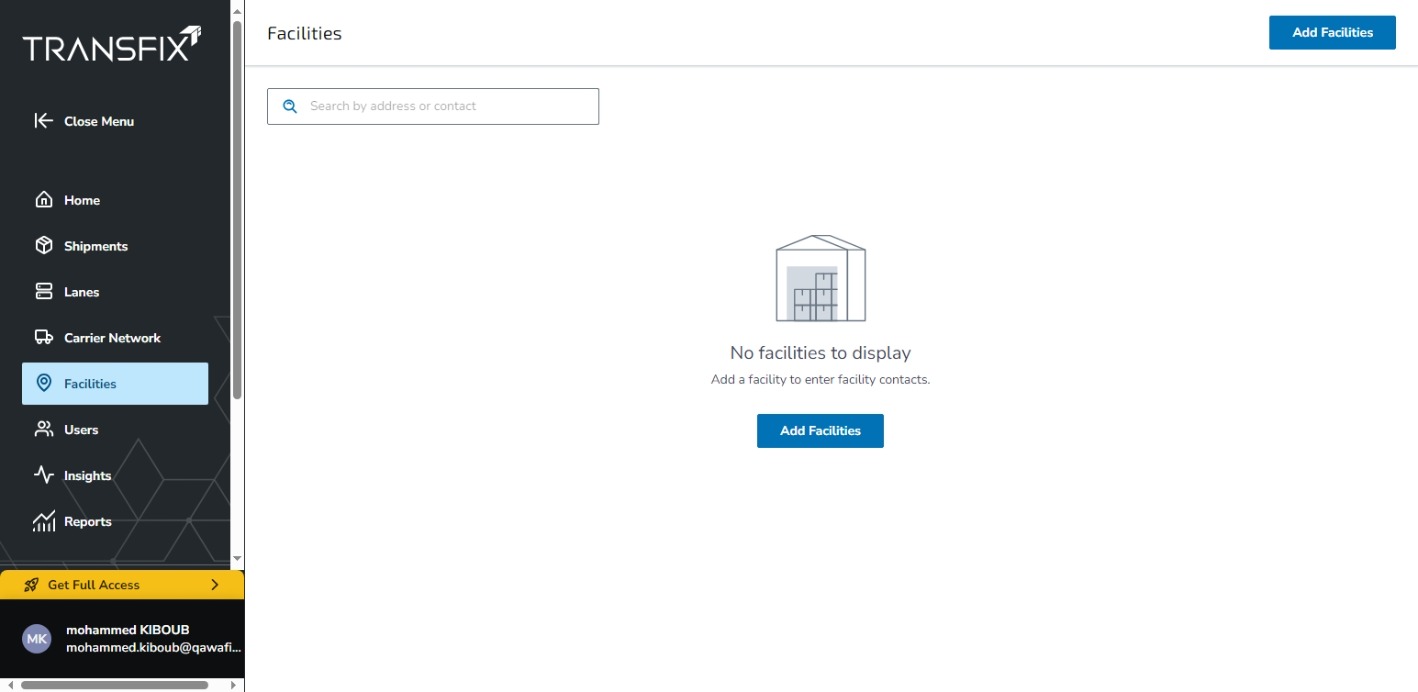 TRANSFIX
Close Menu
Home
Shipments
Lanes
Carrier Network
Facilities
Users
Insights
Reports
Get Full Access
MK
mohammed KIBOUB
mohammed.kiboub@qawafi...
Facilities
Add Facilities
Search by address or contact
No facilities to display
Add a facility to enter facility contacts.
Add Facilities